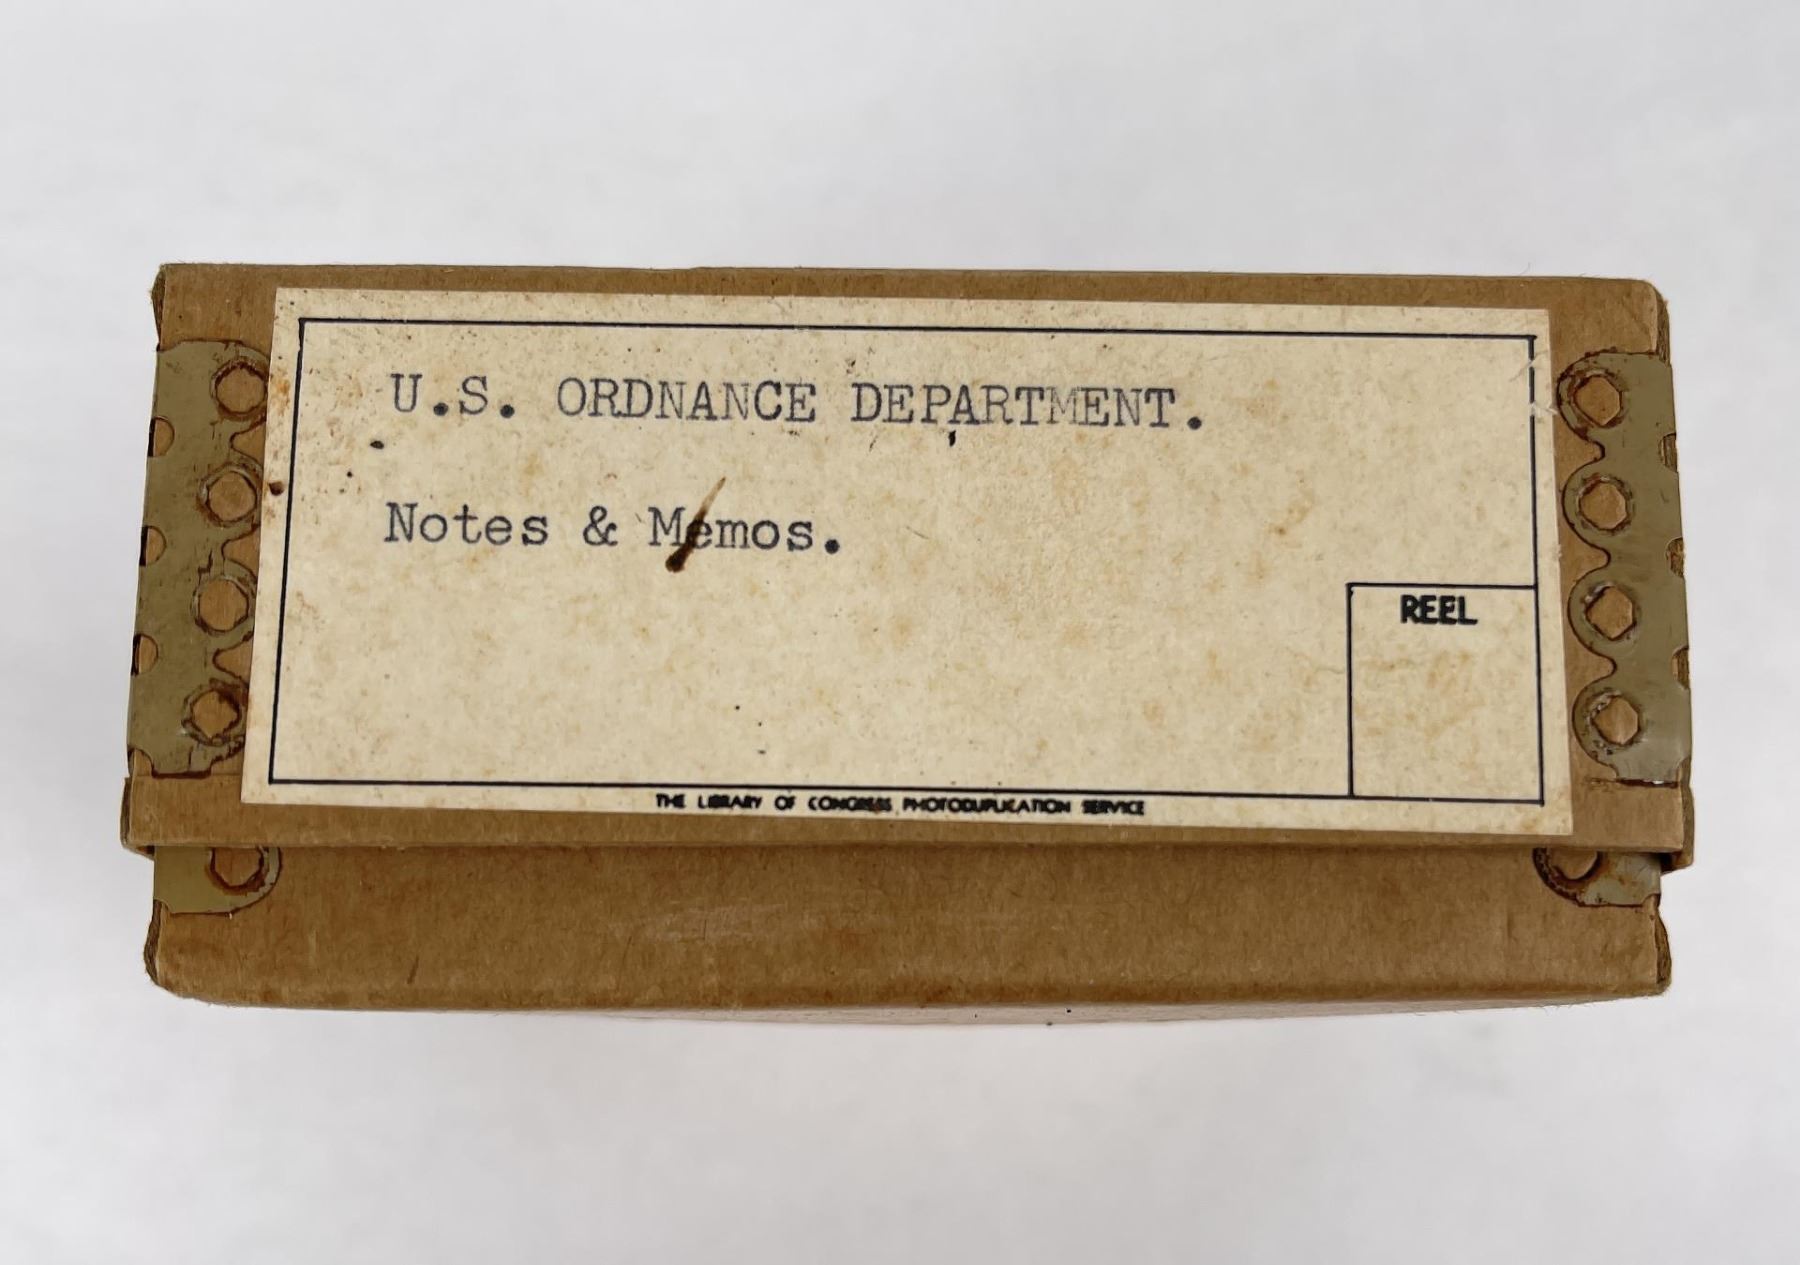 U.S. ORDNANCE DEPARTMENT.
Notes & Memos.
REEL
THE LIBRARY OF CONGRESS PHOTODUPLICATION SERVICE